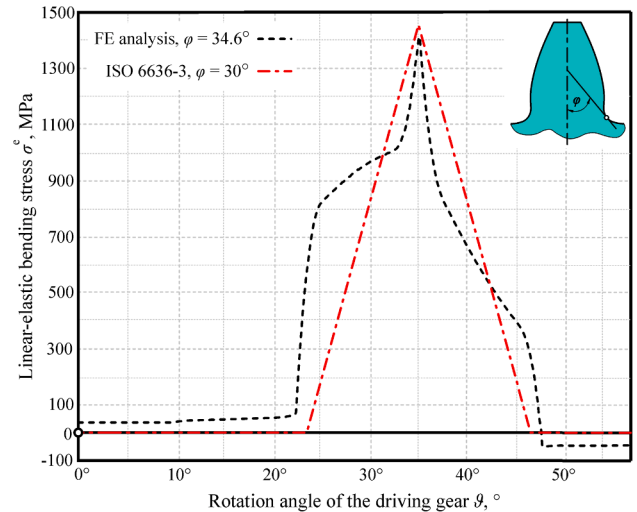 1500
FE analysis, φ = 34.6°
ISO 6636-3, φ = 30°
φ
1300
1100
900
700
500
300
100
0
-100
Linear-elastic bending stress σᵉ, MPa
0° 10° 20° 30° 40° 50°
Rotation angle of the driving gear ϑ, °